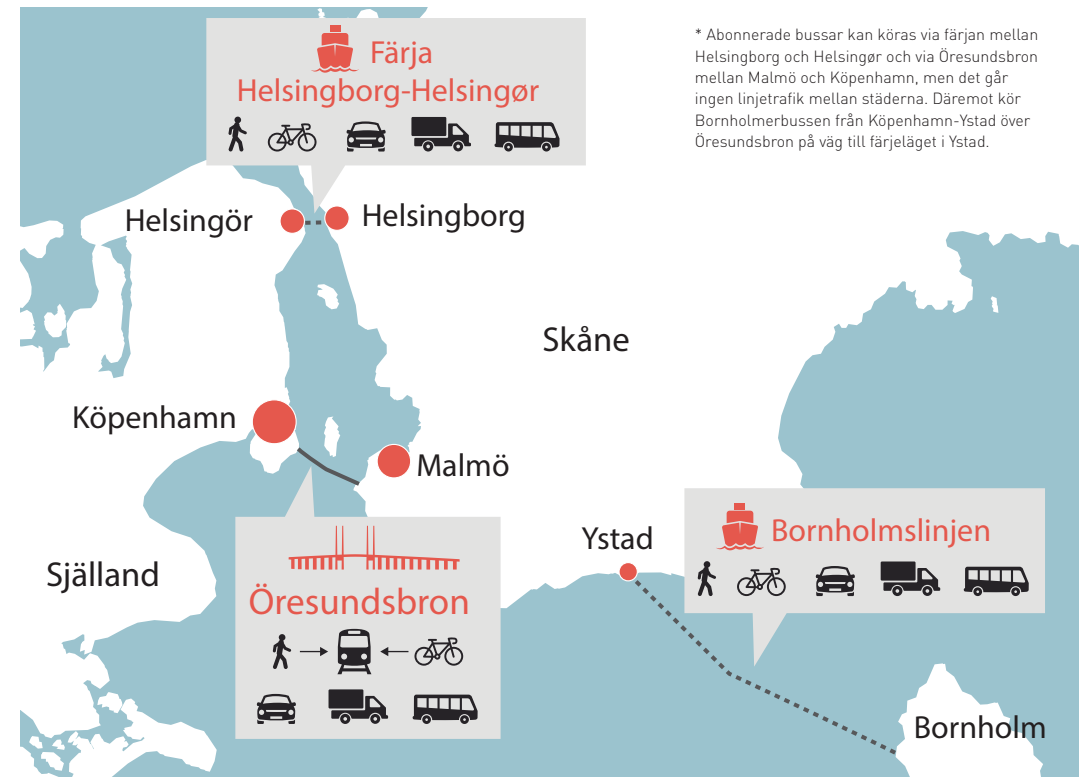 Färja
Helsingborg-Helsingør
* Abonnerade bussar kan köras via färjan mellan
Helsingborg och Helsingør och via Öresundsbron
mellan Malmö och Köpenhamn, men det går
ingen linjetrafik mellan städerna. Däremot kör
Bornholmerbussen från Köpenhamn-Ystad över
Öresundsbron på väg till färjeläget i Ystad.
Helsingör
Helsingborg
Skåne
Köpenhamn
Malmö
Själland
Öresundsbron
Ystad
Bornholmslinjen
Bornholm